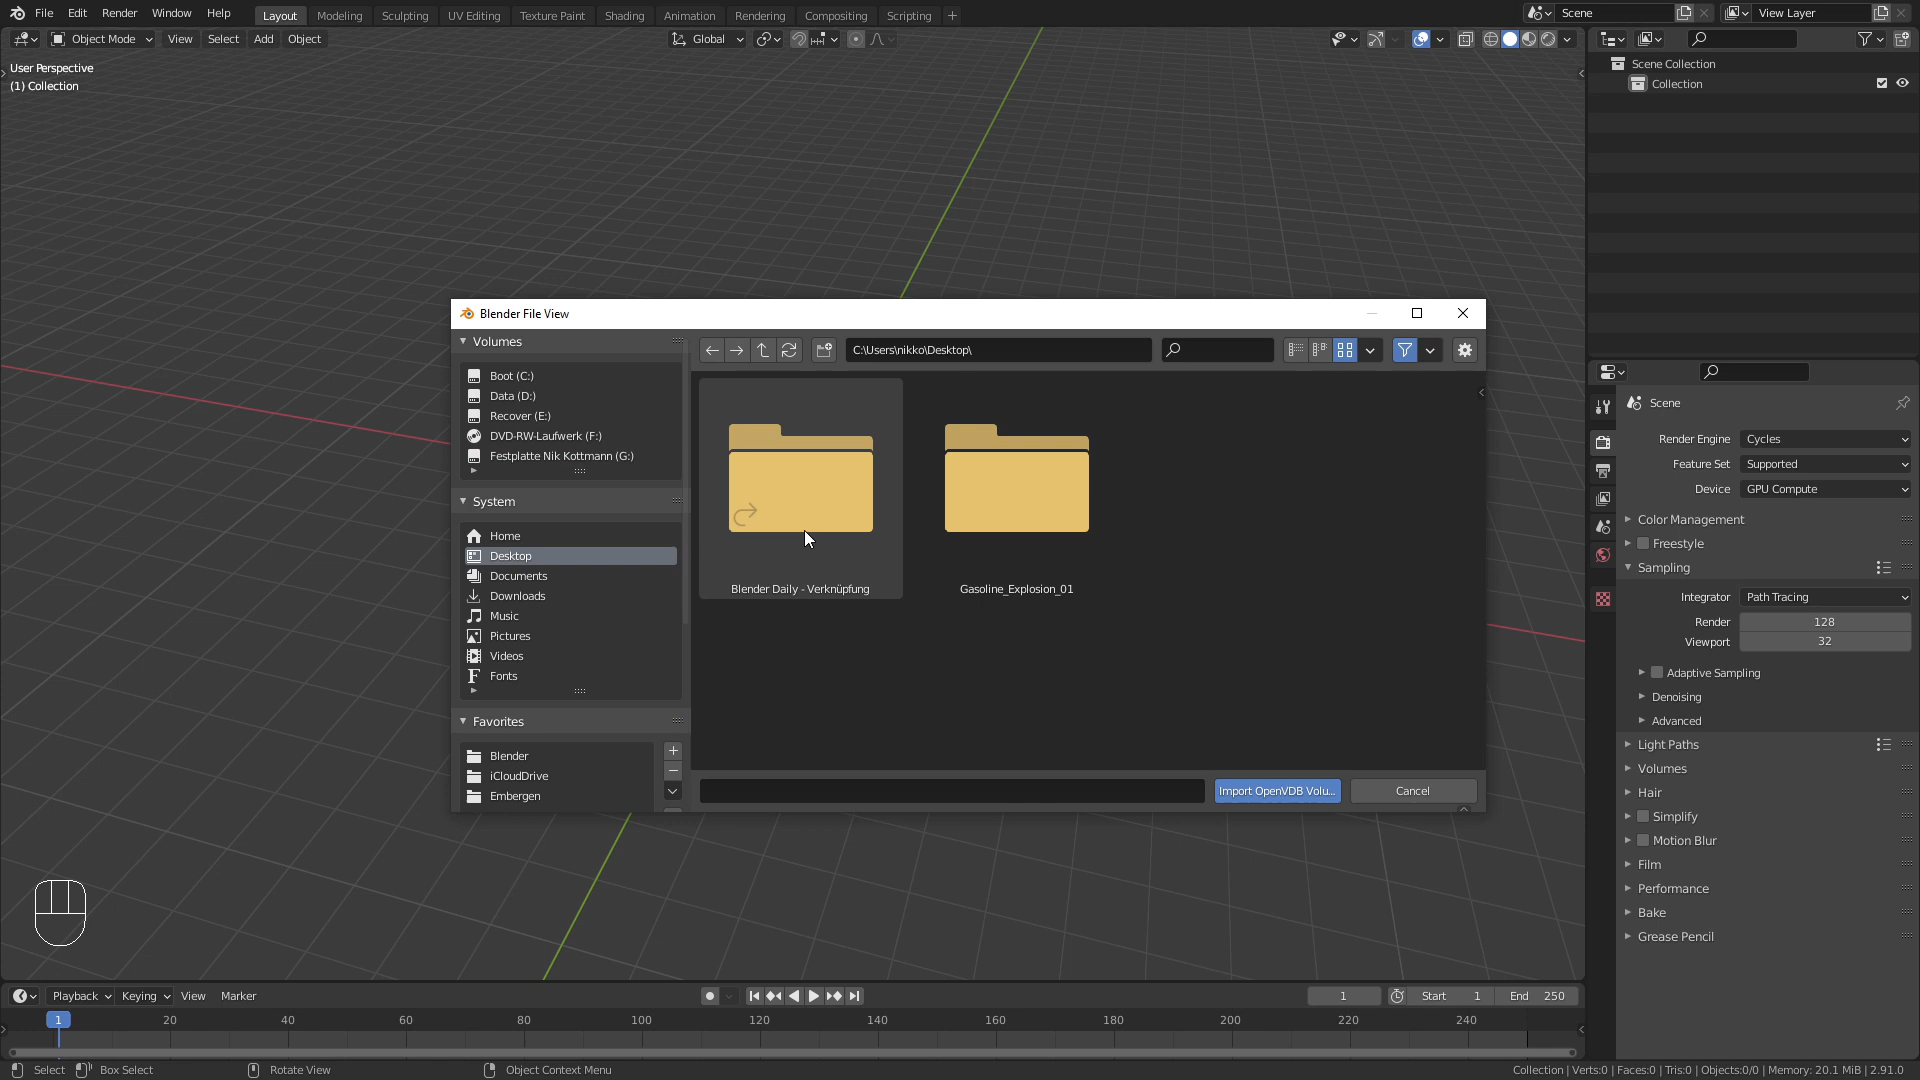 File Edit Render Window Help Layout Modeling Sculpting UV Editing Texture Paint Shading Animation Rendering Compositing Scripting + Scene View Layer
Object Mode View Select Add Object Global
User Perspective
(1) Collection
Scene Collection
Collection
Blender File View
Volumes
Boot (C:)
Data (D:)
Recover (E:)
DVD-RW-Laufwerk (F:)
Festplatte Nik Kottmann (G:)
System
Home
Desktop
Documents
Downloads
Music
Pictures
Videos
Fonts
Favorites
Blender
iCloudDrive
Embergen
C:\Users\nikko\Desktop\
Blender Daily - Verknüpfung
Gasoline_Explosion_01
Import OpenVDB Volu...
Cancel
Scene
Render Engine Cycles
Feature Set Supported
Device GPU Compute
Color Management
Freestyle
Sampling
Integrator Path Tracing
Render 128
Viewport 32
Adaptive Sampling
Denoising
Advanced
Light Paths
Volumes
Hair
Simplify
Motion Blur
Film
Performance
Bake
Grease Pencil
Playback Keying View Marker 1 Start 1 End 250
1 20 40 60 80 100 120 140 160 180 200 220 240
Select Box Select Rotate View Object Context Menu Collection | Verts:0 | Faces:0 | Tris:0 | Objects:0/0 | Memory: 20.1 MiB | 2.91.0